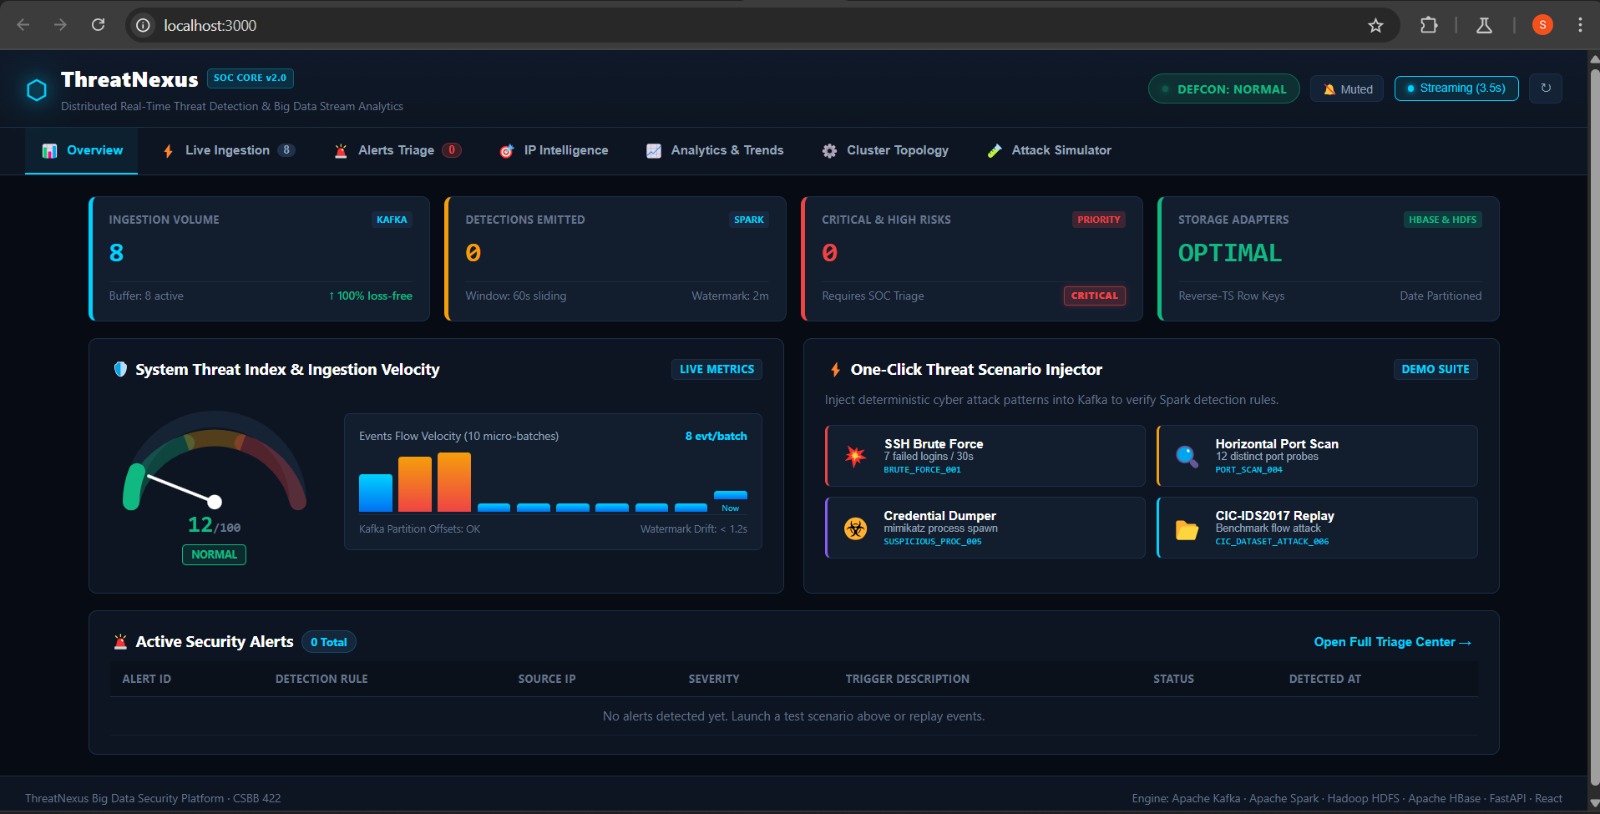 localhost:3000
S
ThreatNexus SOC CORE v2.0
Distributed Real-Time Threat Detection & Big Data Stream Analytics
DEFCON: NORMAL
Muted
Streaming (3.5s)
Overview
Live Ingestion 8
Alerts Triage 0
IP Intelligence
Analytics & Trends
Cluster Topology
Attack Simulator
INGESTION VOLUME KAFKA
8
Buffer: 8 active ↑ 100% loss-free
DETECTIONS EMITTED SPARK
0
Window: 60s sliding Watermark: 2m
CRITICAL & HIGH RISKS PRIORITY
0
Requires SOC Triage CRITICAL
STORAGE ADAPTERS HBASE & HDFS
OPTIMAL
Reverse-TS Row Keys Date Partitioned
System Threat Index & Ingestion Velocity LIVE METRICS
12/100
NORMAL
Events Flow Velocity (10 micro-batches) 8 evt/batch
Now
Kafka Partition Offsets: OK Watermark Drift: < 1.2s
One-Click Threat Scenario Injector DEMO SUITE
Inject deterministic cyber attack patterns into Kafka to verify Spark detection rules.
SSH Brute Force
7 failed logins / 30s
BRUTE_FORCE_001
Horizontal Port Scan
12 distinct port probes
PORT_SCAN_004
Credential Dumper
mimikatz process spawn
SUSPICIOUS_PROC_005
CIC-IDS2017 Replay
Benchmark flow attack
CIC_DATASET_ATTACK_006
Active Security Alerts 0 Total
Open Full Triage Center →
ALERT ID DETECTION RULE SOURCE IP SEVERITY TRIGGER DESCRIPTION STATUS DETECTED AT
No alerts detected yet. Launch a test scenario above or replay events.
ThreatNexus Big Data Security Platform · CSBB 422
Engine: Apache Kafka · Apache Spark · Hadoop HDFS · Apache HBase · FastAPI · React